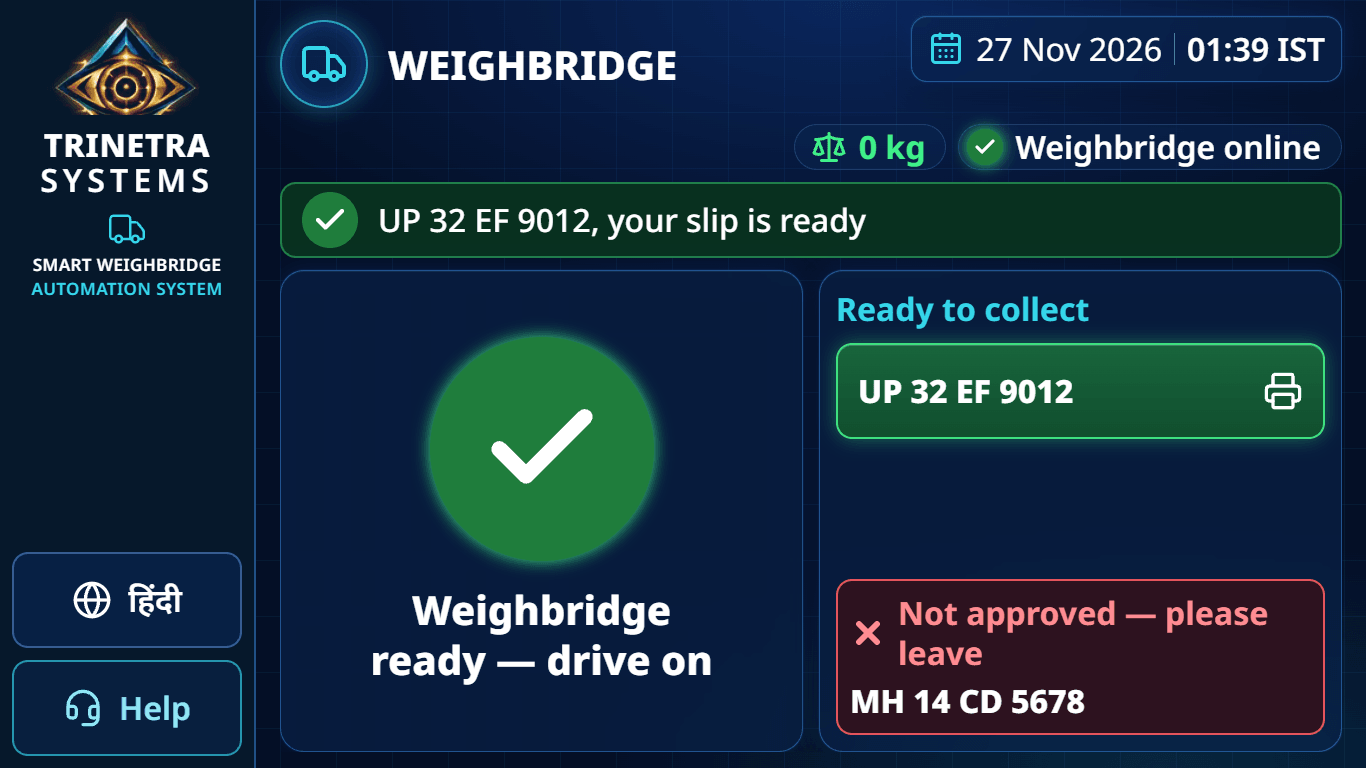 TRINETRA
SYSTEMS
SMART WEIGHBRIDGE
AUTOMATION SYSTEM
हिंदी
Help
WEIGHBRIDGE
27 Nov 2026 01:39 IST
0 kg
Weighbridge online
UP 32 EF 9012, your slip is ready
Weighbridge
ready — drive on
Ready to collect
UP 32 EF 9012
Not approved — please
leave
MH 14 CD 5678